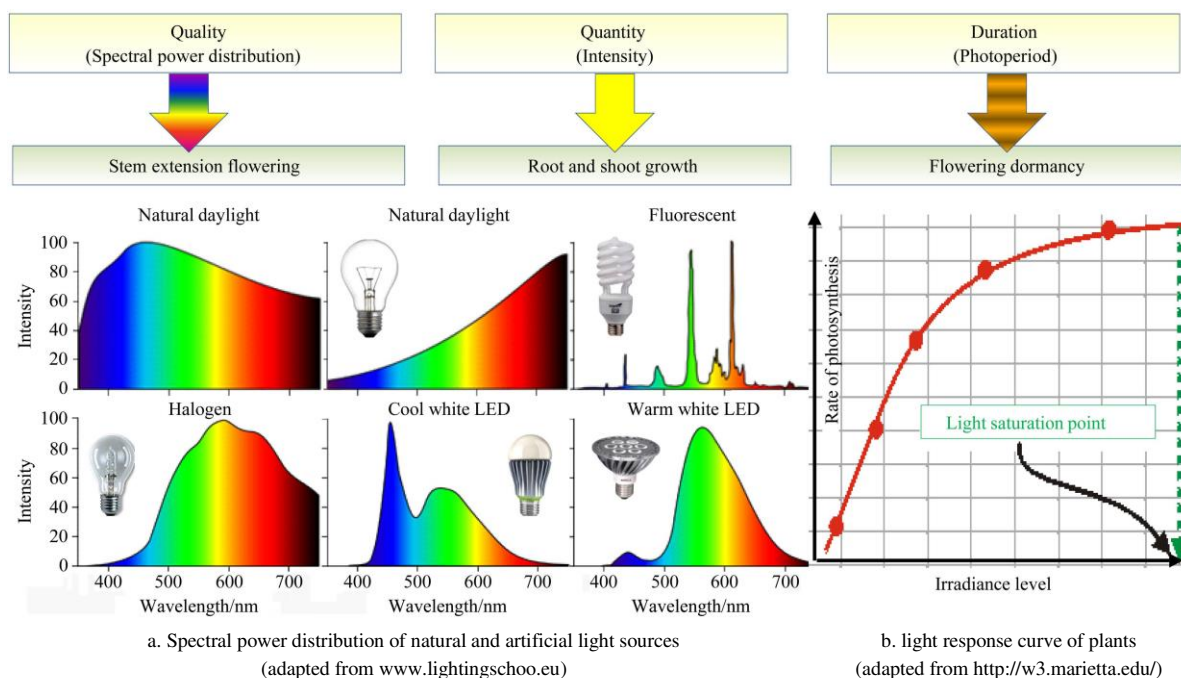 Quality
(Spectral power distribution)
Quantity
(Intensity)
Duration
(Photoperiod)
Stem extension flowering
Root and shoot growth
Flowering dormancy
Natural daylight
Natural daylight
Fluorescent
Intensity
100
80
60
40
20
0
Halogen
Cool white LED
Warm white LED
Intensity
100
80
60
40
20
0
400 500 600 700
400 500 600 700
400 500 600 700
Wavelength/nm
Wavelength/nm
Wavelength/nm
Rate of photosynthesis
Light saturation point
Irradiance level
a. Spectral power distribution of natural and artificial light sources
(adapted from www.lightingschoo.eu)
b. light response curve of plants
(adapted from http://w3.marietta.edu/)